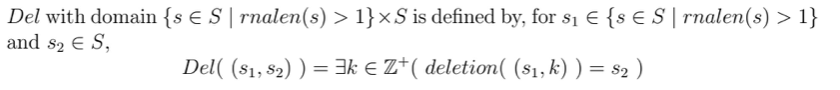 Del with domain {s ∈ S | rnalen(s) > 1} × S is defined by, for s₁ ∈ {s ∈ S | rnalen(s) > 1}
and s₂ ∈ S,
Del( (s₁, s₂) ) = ∃k ∈ ℤ⁺( deletion( (s₁, k) ) = s₂ )